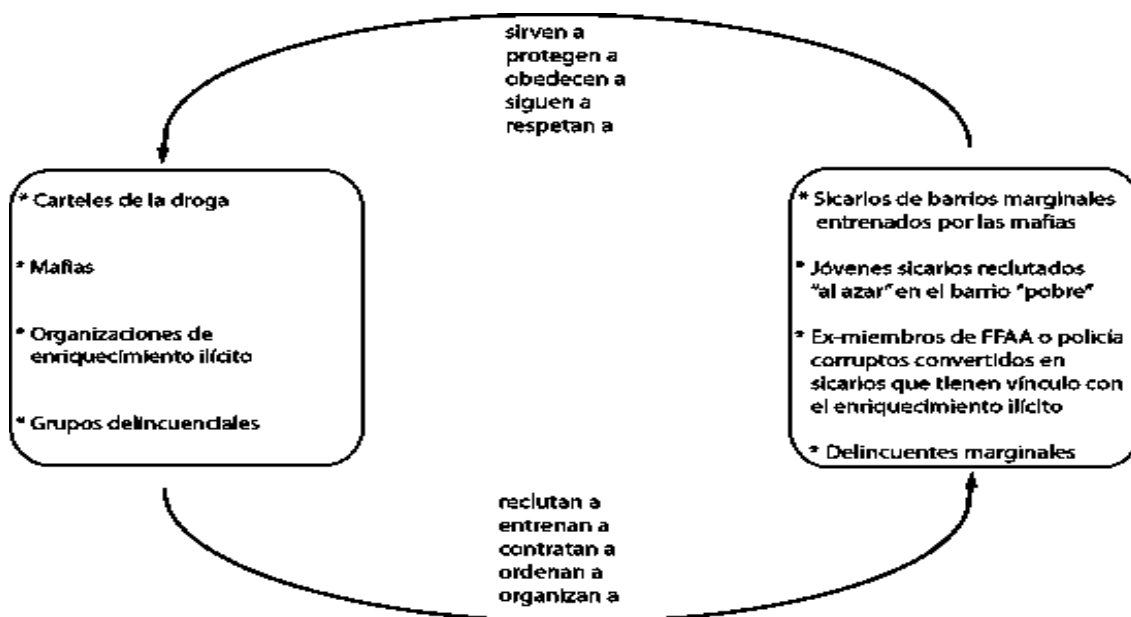 sirven a
protegen a
obedecen a
siguen a
respetan a
* Carteles de la droga
* Mafias
* Organizaciones de
enriquecimiento ilícito
* Grupos delincuenciales
* Sicarios de barrios marginales
entrenados por las mafias
* Jóvenes sicarios reclutados
"al azar" en el barrio "pobre"
* Ex-miembros de FFAA o policía
corruptos convertidos en
sicarios que tienen vínculo con
el enriquecimiento ilícito
* Delincuentes marginales
reclutan a
entrenan a
contratan a
ordenan a
organizan a